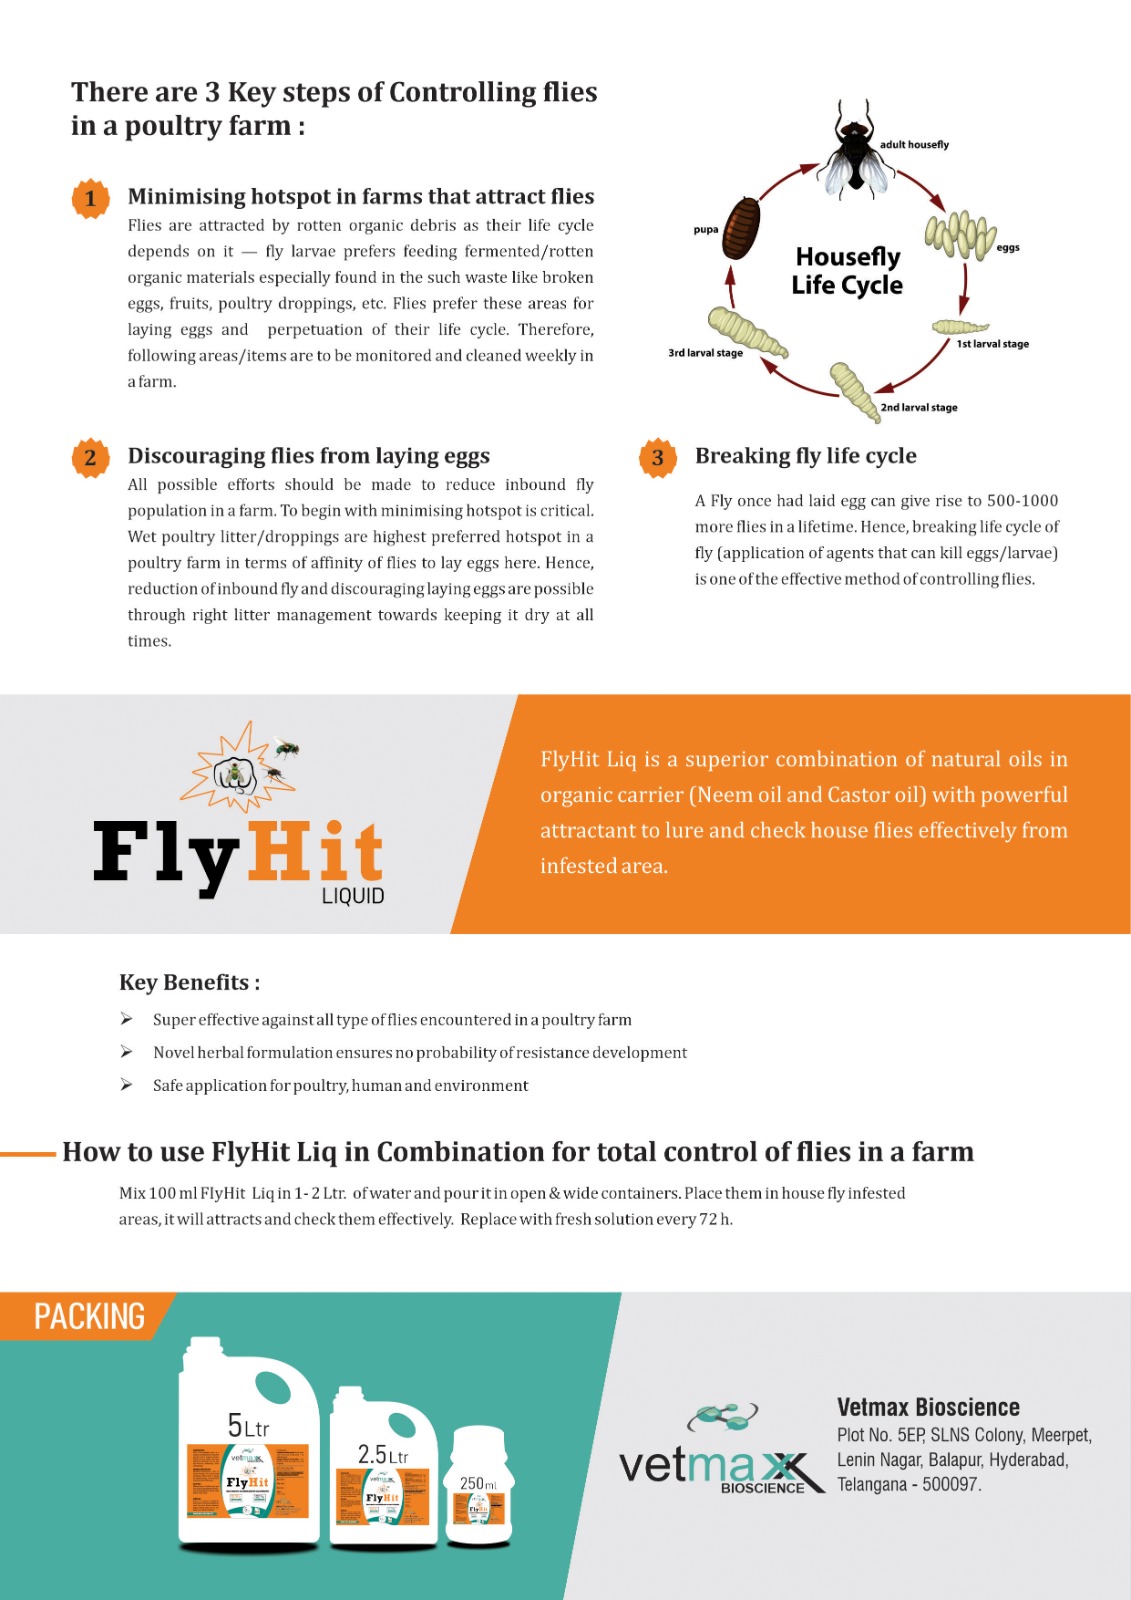 There are 3 Key steps of Controlling flies
in a poultry farm :
1
Minimising hotspot in farms that attract flies
Flies are attracted by rotten organic debris as their life cycle
depends on it — fly larvae prefers feeding fermented/rotten
organic materials especially found in the such waste like broken
eggs, fruits, poultry droppings, etc. Flies prefer these areas for
laying eggs and perpetuation of their life cycle. Therefore,
following areas/items are to be monitored and cleaned weekly in
a farm.
adult housefly
pupa
eggs
Housefly
Life Cycle
1st larval stage
3rd larval stage
2nd larval stage
2
Discouraging flies from laying eggs
All possible efforts should be made to reduce inbound fly
population in a farm. To begin with minimising hotspot is critical.
Wet poultry litter/droppings are highest preferred hotspot in a
poultry farm in terms of affinity of flies to lay eggs here. Hence,
reduction of inbound fly and discouraging laying eggs are possible
through right litter management towards keeping it dry at all
times.
3
Breaking fly life cycle
A Fly once had laid egg can give rise to 500-1000
more flies in a lifetime. Hence, breaking life cycle of
fly (application of agents that can kill eggs/larvae)
is one of the effective method of controlling flies.
FlyHit
LIQUID
FlyHit Liq is a superior combination of natural oils in
organic carrier (Neem oil and Castor oil) with powerful
attractant to lure and check house flies effectively from
infested area.
Key Benefits :
Super effective against all type of flies encountered in a poultry farm
Novel herbal formulation ensures no probability of resistance development
Safe application for poultry, human and environment
How to use FlyHit Liq in Combination for total control of flies in a farm
Mix 100 ml FlyHit Liq in 1- 2 Ltr. of water and pour it in open & wide containers. Place them in house fly infested
areas, it will attracts and check them effectively. Replace with fresh solution every 72 h.
PACKING
5 Ltr
vetmax
FlyHit
2.5 Ltr
vetmax
FlyHit
250 ml
FlyHit
vetmax
BIOSCIENCE
Vetmax Bioscience
Plot No. 5EP, SLNS Colony, Meerpet,
Lenin Nagar, Balapur, Hyderabad,
Telangana - 500097.